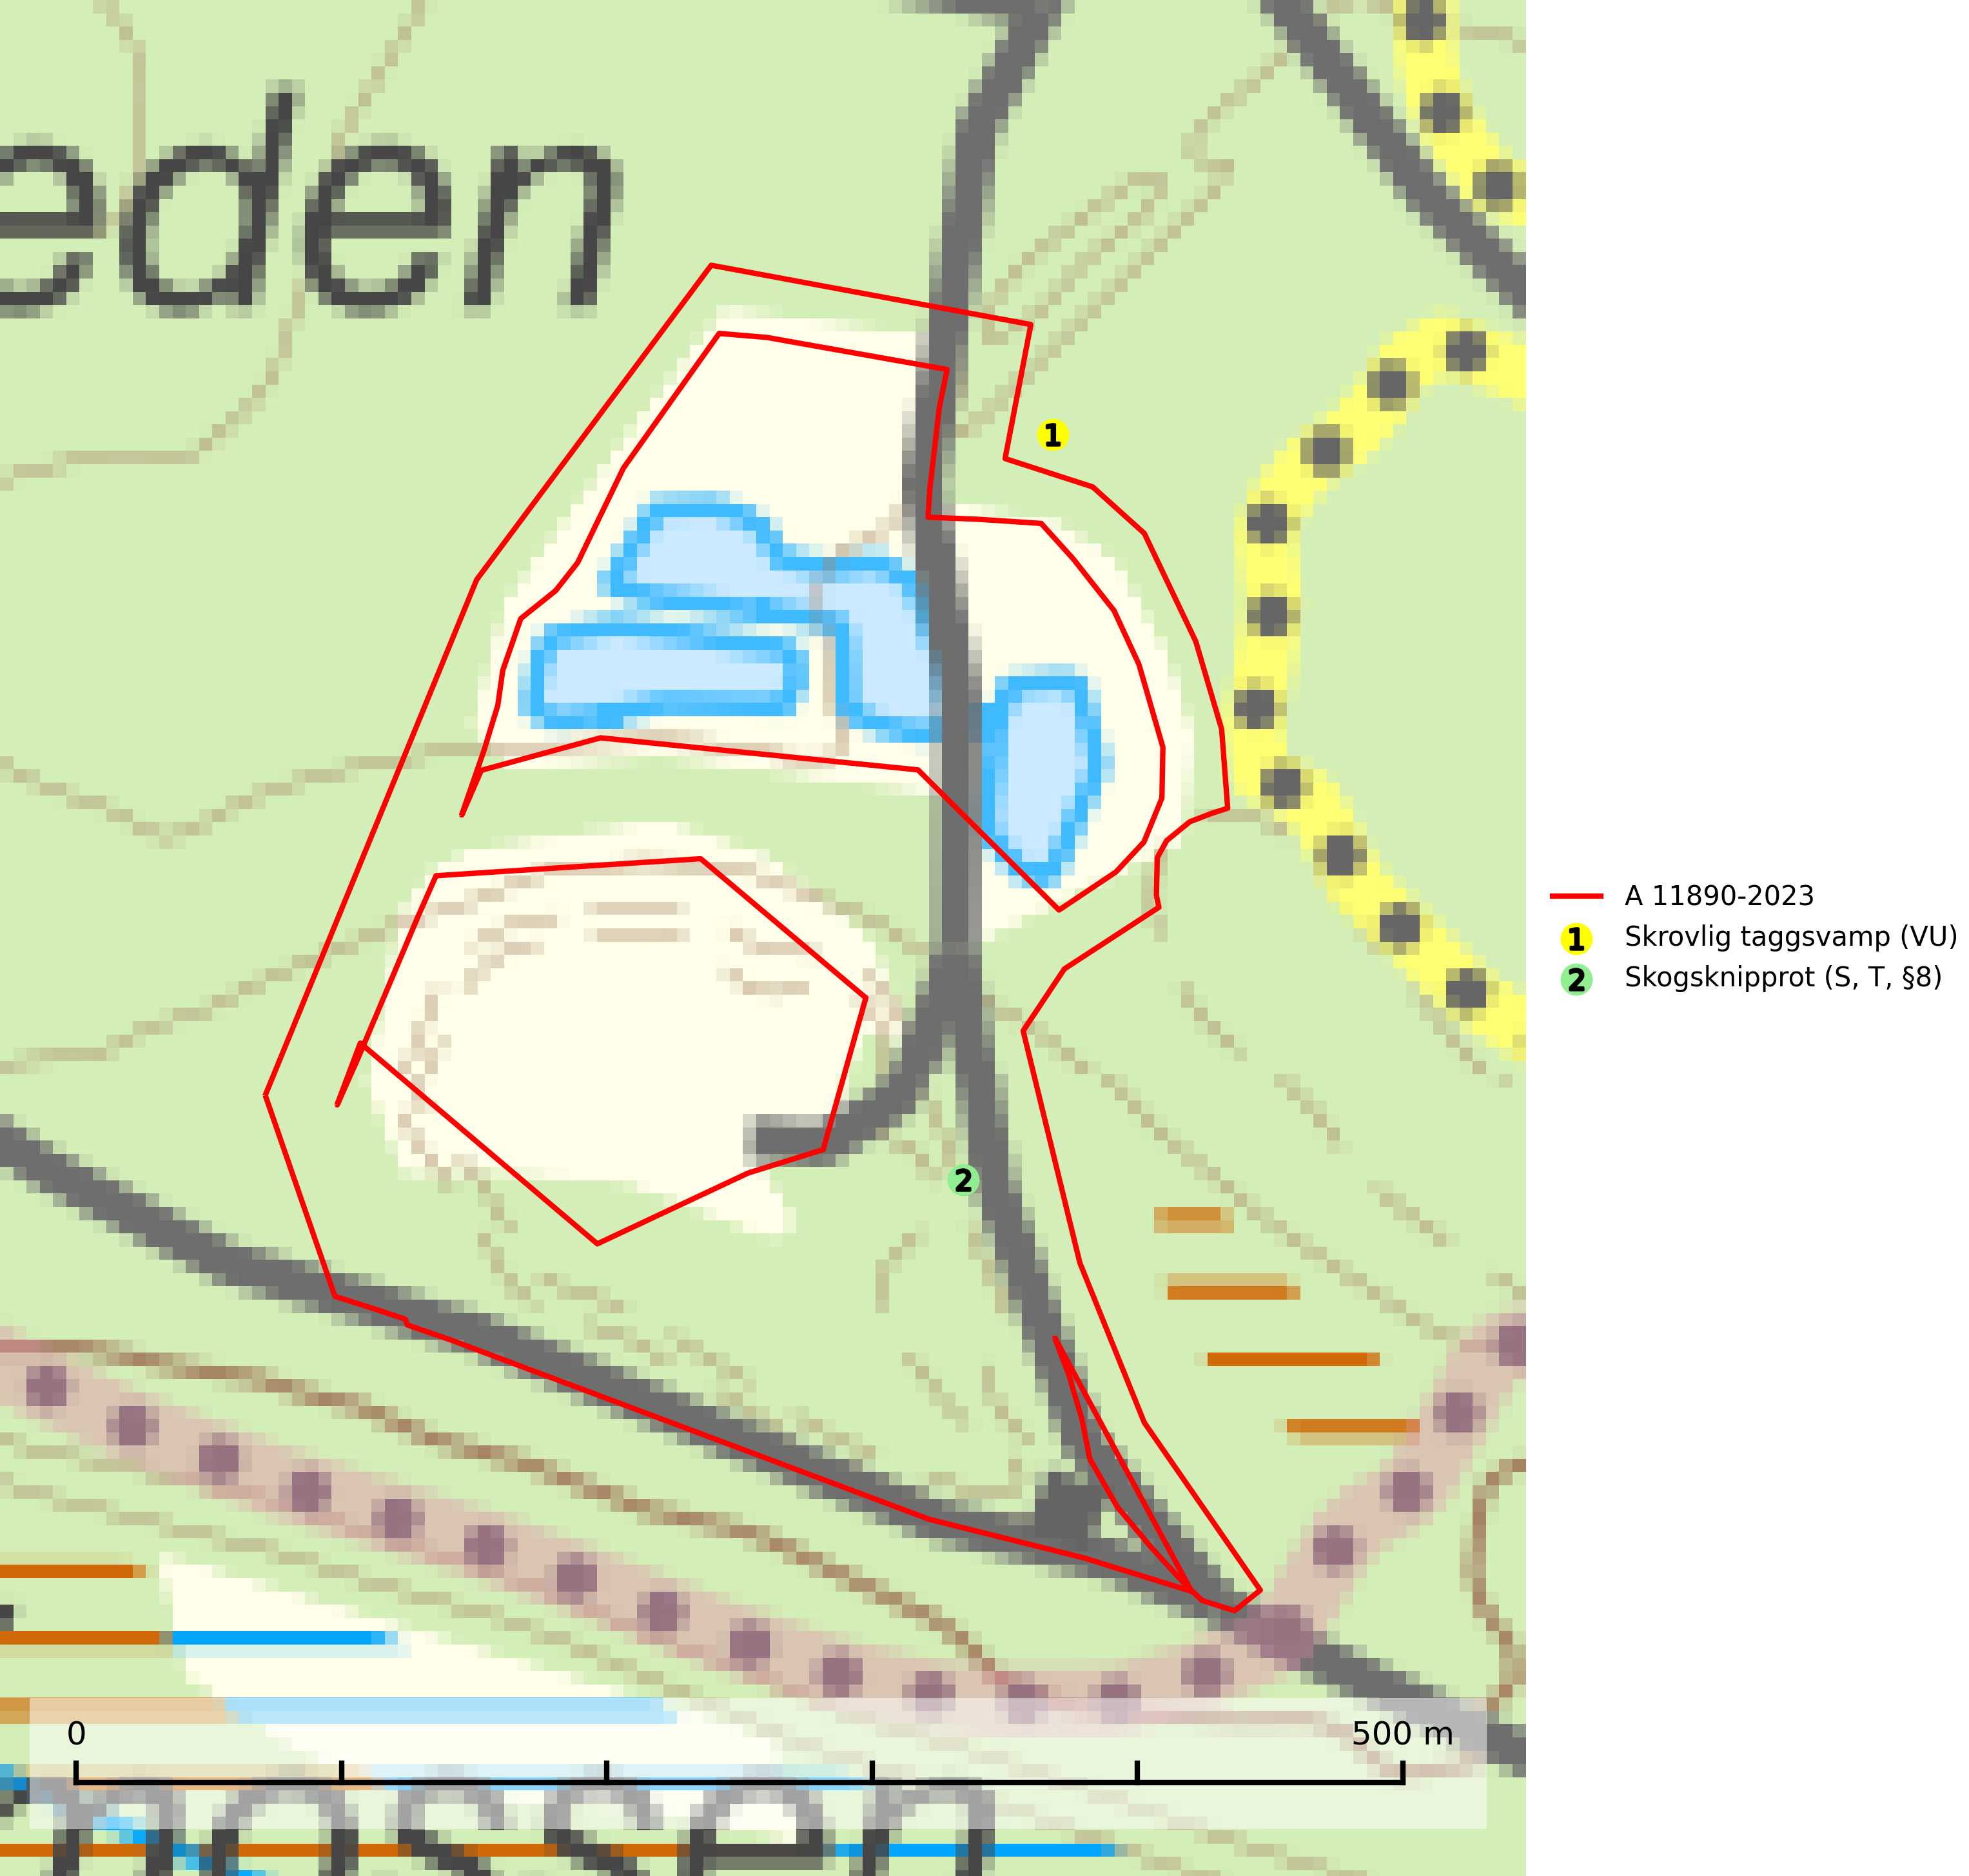 eden
1
2
A 11890-2023
1 Skrovlig taggsvamp (VU)
2 Skogsknipprot (S, T, §8)
0 500 m